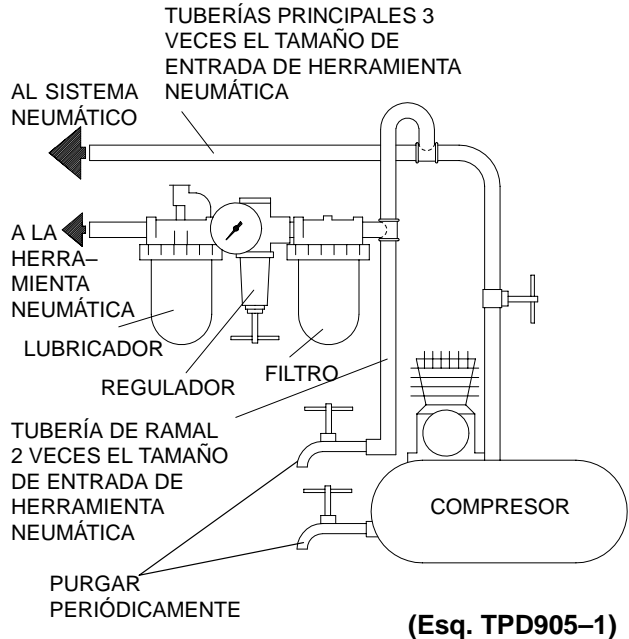 TUBERÍAS PRINCIPALES 3
VECES EL TAMAÑO DE
ENTRADA DE HERRAMIENTA
NEUMÁTICA
AL SISTEMA
NEUMÁTICO
A LA
HERRA–
MIENTA
NEUMÁTICA
LUBRICADOR
REGULADOR
FILTRO
TUBERÍA DE RAMAL
2 VECES EL TAMAÑO
DE ENTRADA DE
HERRAMIENTA
NEUMÁTICA
COMPRESOR
PURGAR
PERIÓDICAMENTE
(Esq. TPD905–1)